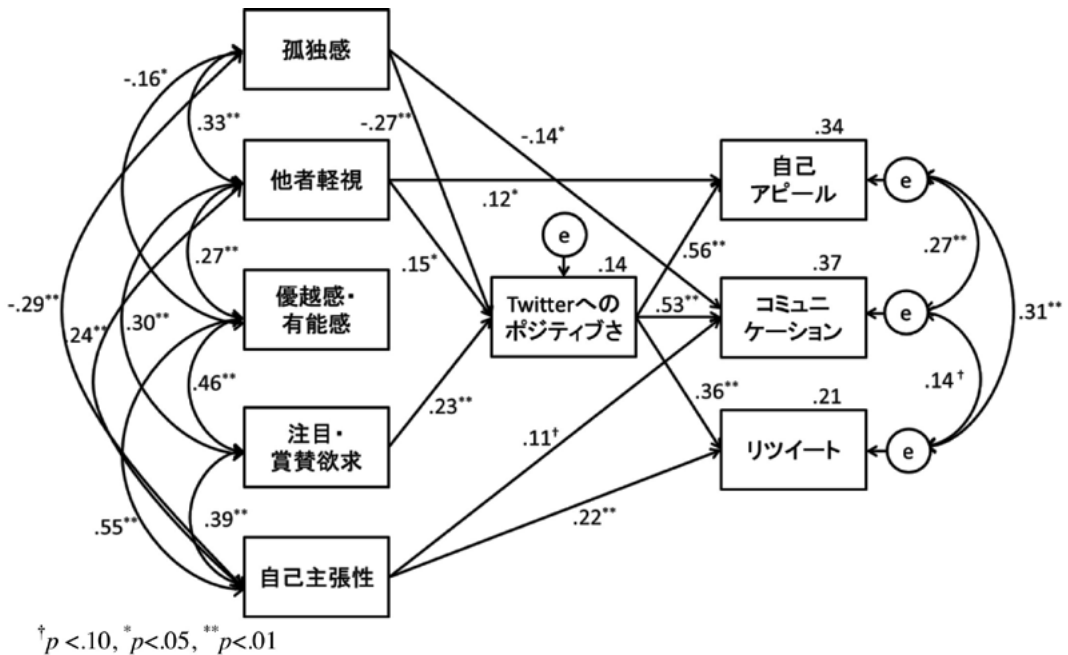 孤独感
-.16*
.33**
-.27**
-.14*
.34
他者軽視
自己
アピール
e
.12*
e
.27**
.15*
.14
.56**
.27**
.37
優越感・
有能感
Twitterへの
ポジティブさ
.53**
コミュニ
ケーション
e
.31**
-.29**
.24**
.30**
.46**
.23**
.36**
.14†
.21
注目・
賞賛欲求
.11†
リツイート
e
.55**
.39**
.22**
自己主張性
†p <.10, *p<.05, **p<.01